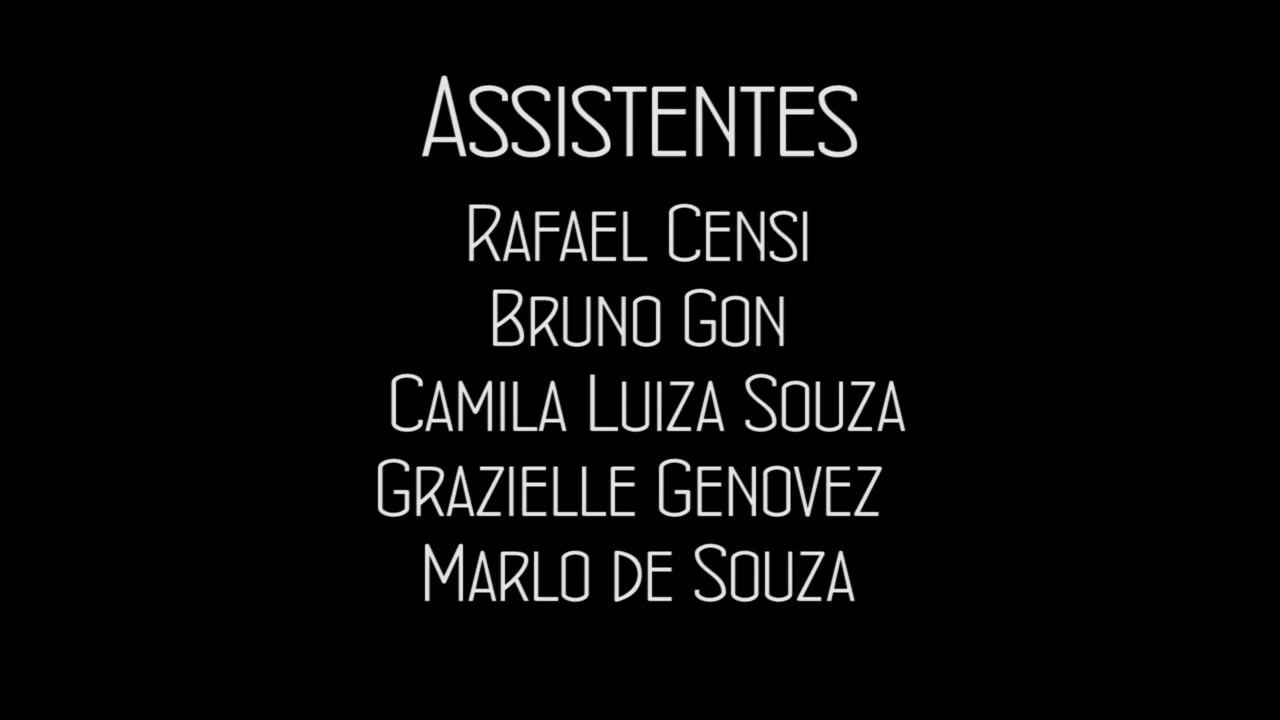 Assistentes
Rafael Censi
Bruno Gon
Camila Luiza Souza
Grazielle Genovez
Marlo de Souza